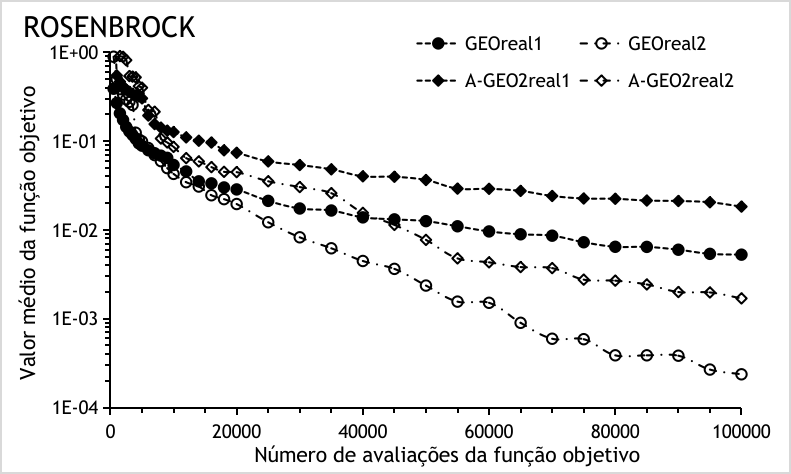 ROSENBROCK
GEOreal1
GEOreal2
A-GEO2real1
A-GEO2real2
Valor médio da função objetivo
1E+00
1E-01
1E-02
1E-03
1E-04
0 20000 40000 60000 80000 100000
Número de avaliações da função objetivo